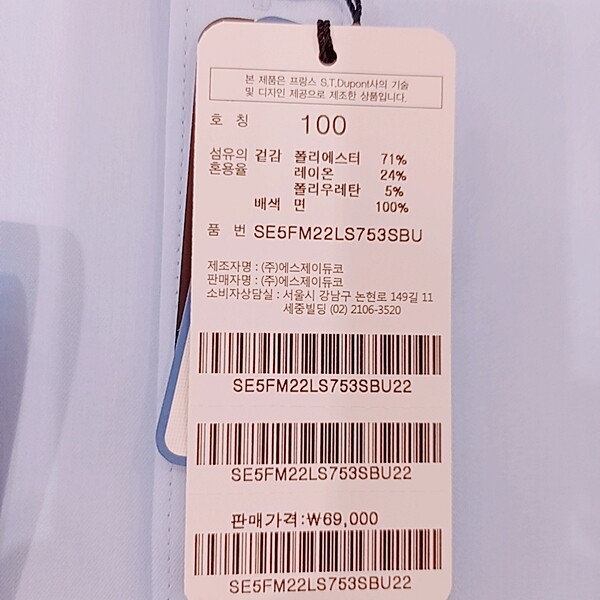 본 제품은 프랑스 S.T.Dupont사의 기술
및 디자인 제공으로 제조한 상품입니다.
호 칭 100
섬유의 겉감 폴리에스터 71%
혼용율 레이온 24%
폴리우레탄 5%
배색 면 100%
품 번 SE5FM22LS753SBU
제조자명 : (주)에스제이듀코
판매자명 : (주)에스제이듀코
소비자상담실 : 서울시 강남구 논현로 149길 11
세중빌딩 (02) 2106-3520
SE5FM22LS753SBU22
SE5FM22LS753SBU22
판매가격:₩69,000
SE5FM22LS753SBU22